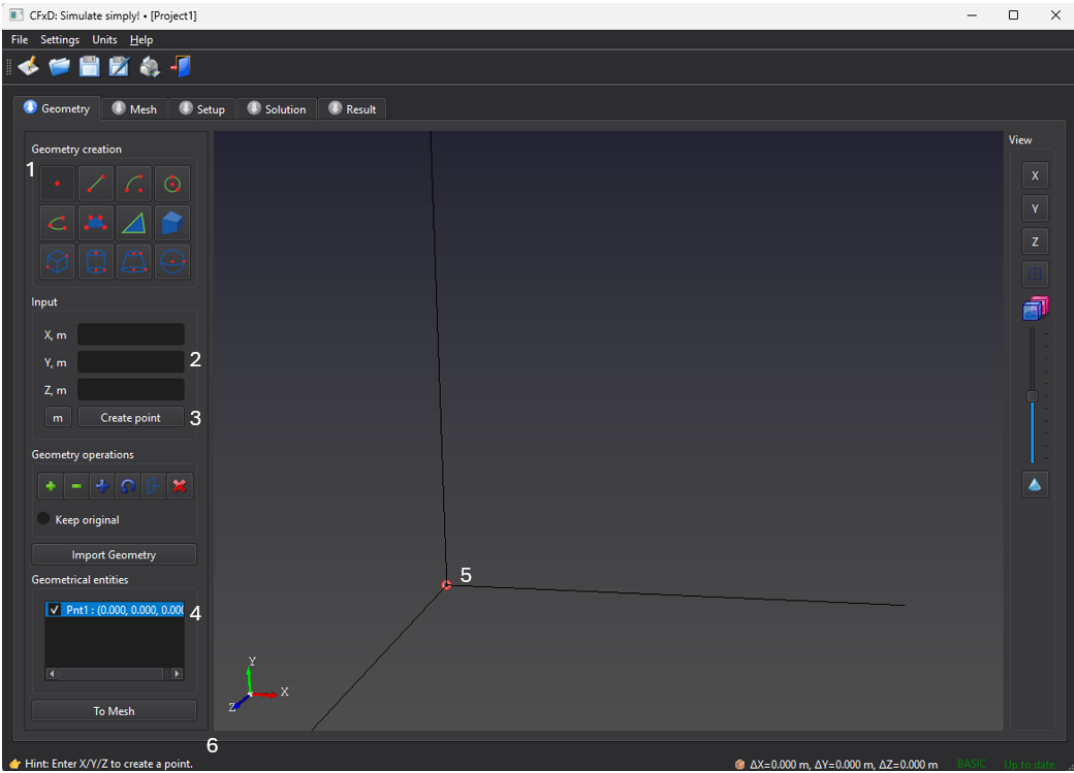 CFxD: Simulate simply! • [Project1]
File Settings Units Help
Geometry Mesh Setup Solution Result
Geometry creation
1
Input
X, m
Y, m
2
Z, m
m Create point 3
Geometry operations
Keep original
Import Geometry
Geometrical entities
Pnt1 : (0.000, 0.000, 0.000
4
To Mesh
5
Y
X
Z
6
View
X
Y
Z
Hint: Enter X/Y/Z to create a point.
ΔX=0.000 m, ΔY=0.000 m, ΔZ=0.000 m BASIC Up to date